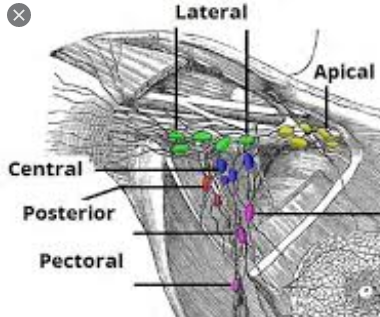 Lateral
Apical
Central
Posterior
Pectoral